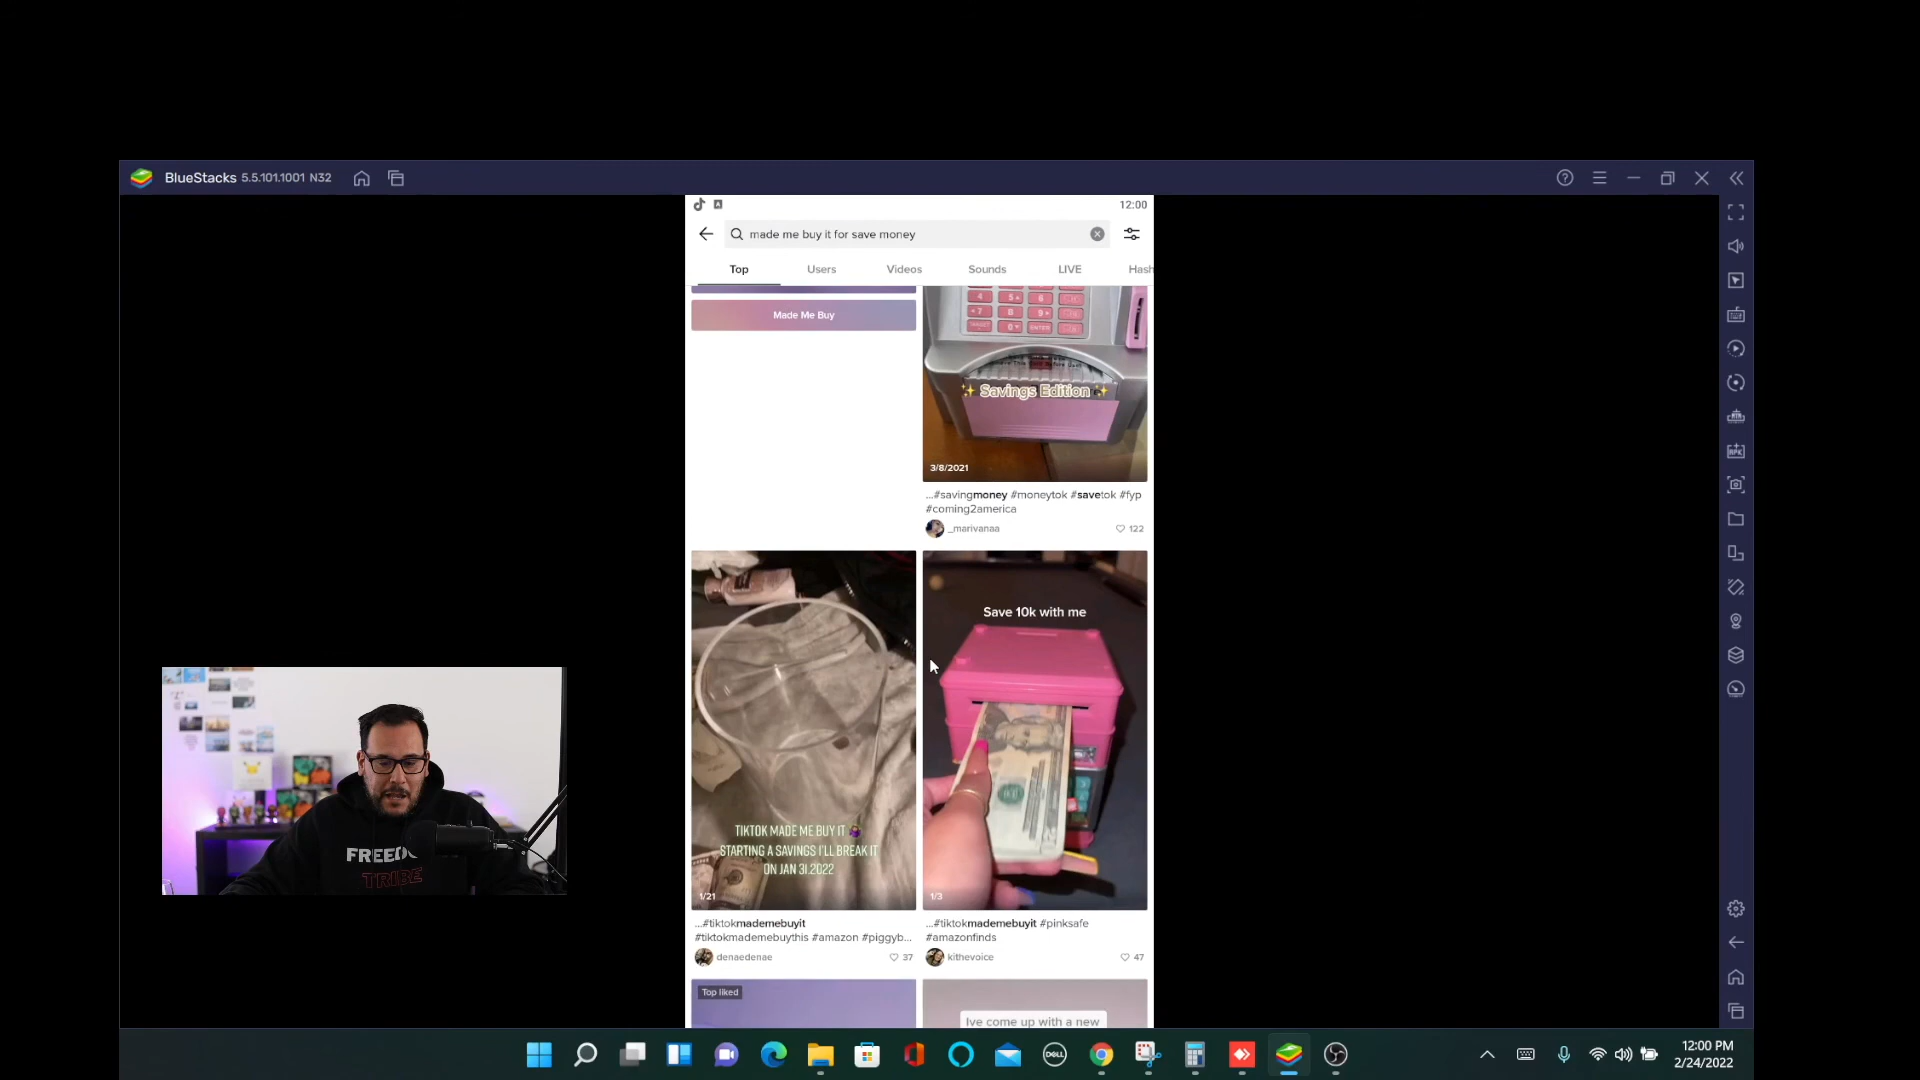 BlueStacks 5.5.101.1001 N32
12:00
made me buy it for save money
Top Users Videos Sounds LIVE Hash
Made Me Buy
✨ Savings Edition ✨
3/8/2021
...#savingmoney #moneytok #savetok #fyp
#coming2america
_marivanaa 122
TIKTOK MADE ME BUY IT
STARTING A SAVINGS I'LL BREAK IT
ON JAN 31.2022
1/21
...#tiktokmademebuyit
#tiktokmademebuythis #amazon #piggyb...
denaedenae 37
Save 10k with me
1/3
...#tiktokmademebuyit #pinksafe
#amazonfinds
kithevoice 47
Top liked
Ive come up with a new
FREEDO
TRIBE
DELL
12:00 PM
2/24/2022